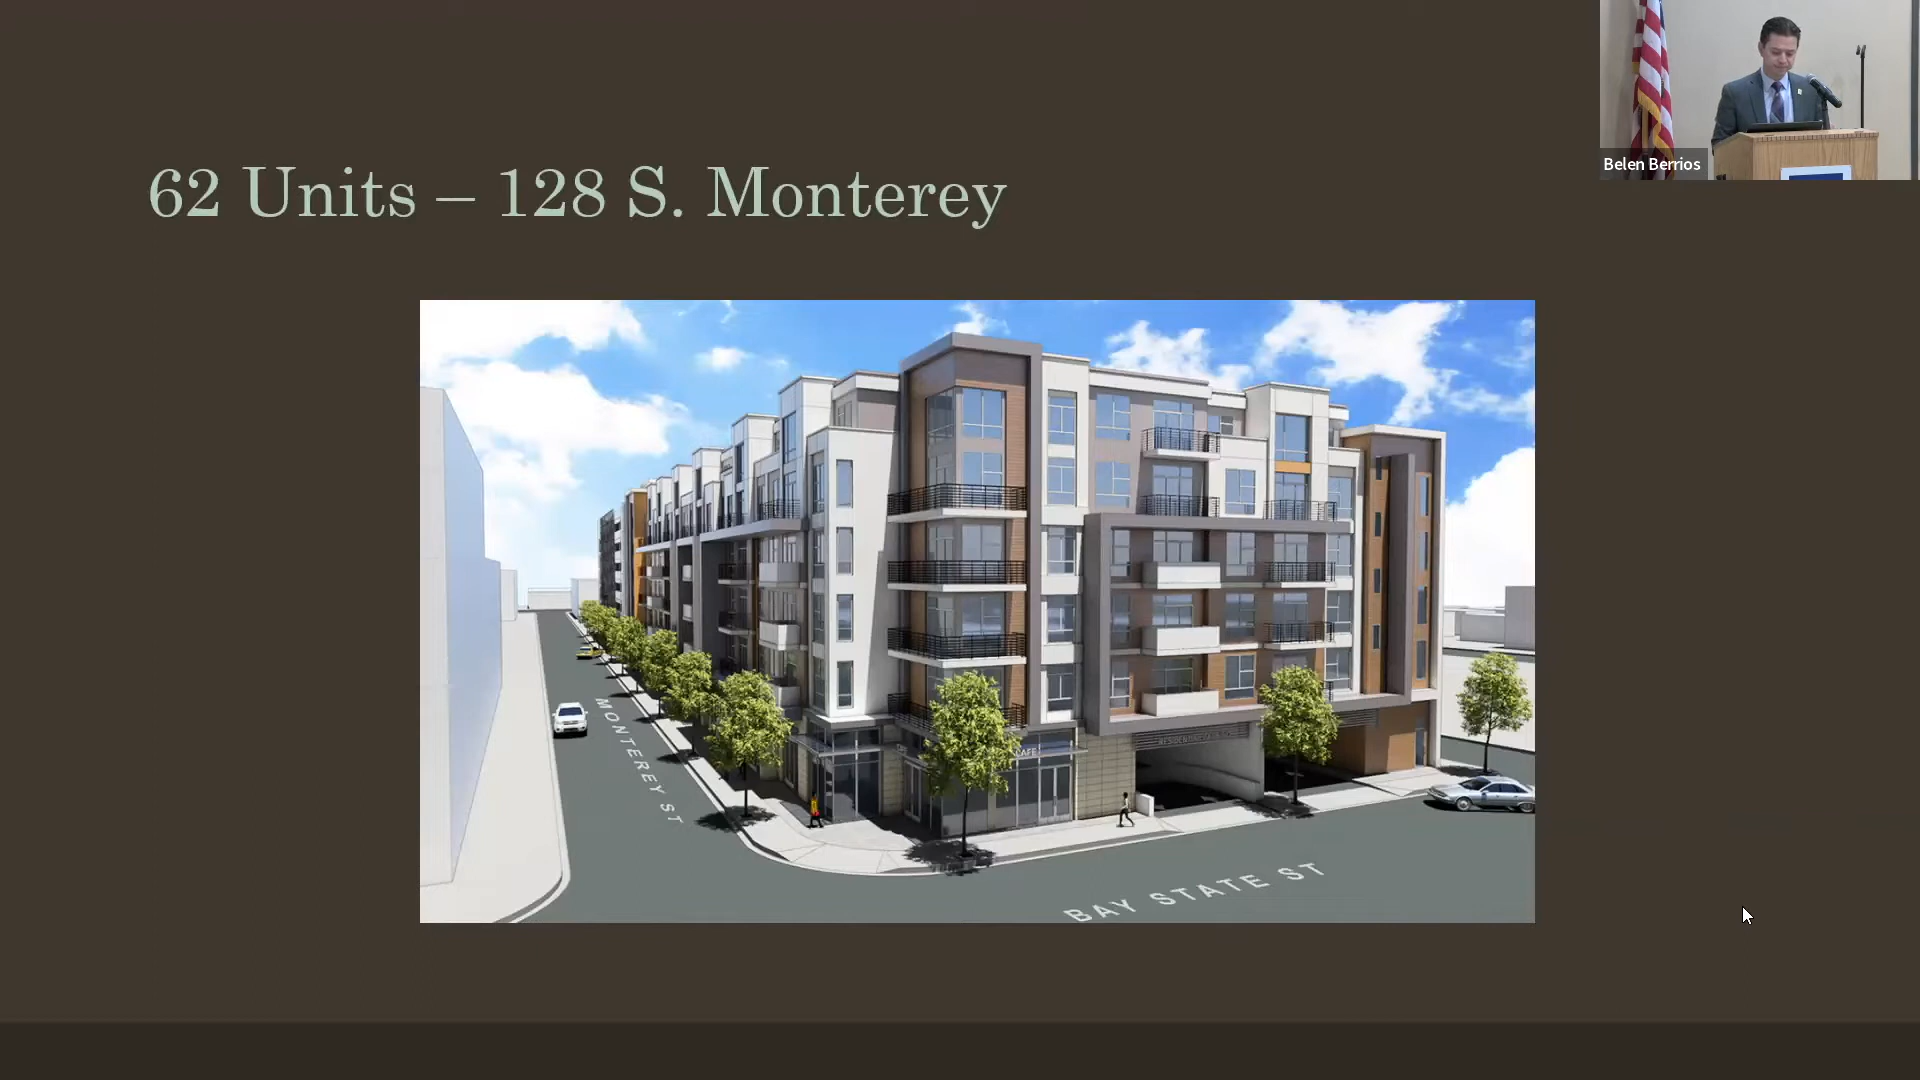 Belen Berrios
62 Units – 128 S. Monterey
CAFE
MONTEREY ST
BAY STATE ST